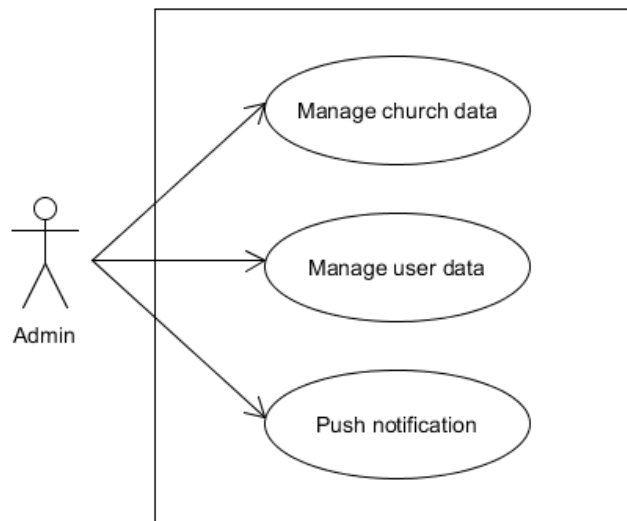 Manage church data
Manage user data
Admin
Push notification